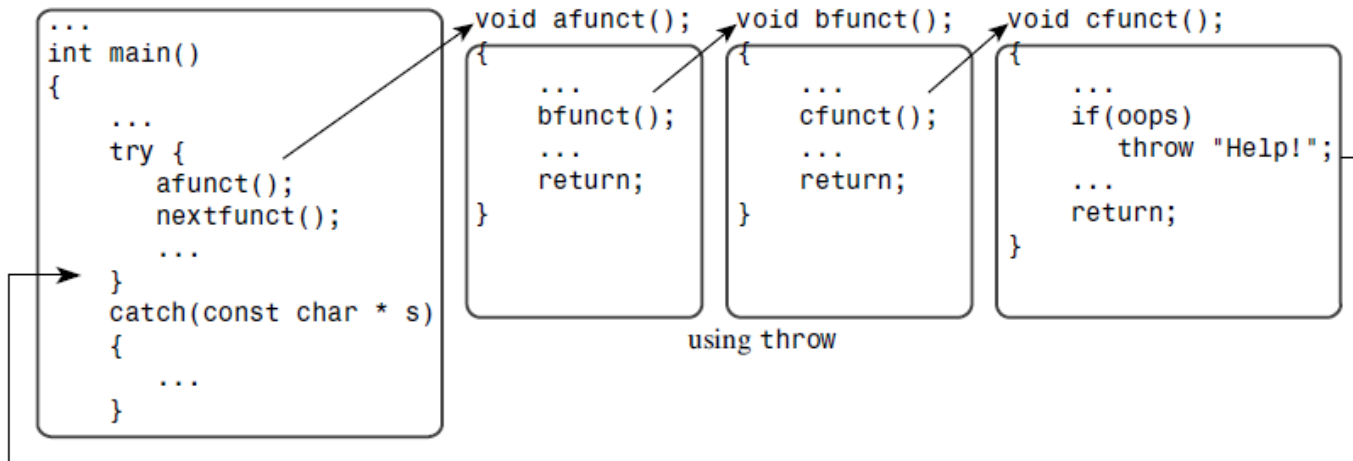 ...
int main()
{
...
try {
afunct();
nextfunct();
...
}
catch(const char * s)
{
...
}
void afunct();
{
...
bfunct();
...
return;
}
void bfunct();
{
...
cfunct();
...
return;
}
void cfunct();
{
...
if(oops)
throw "Help!";
...
return;
}
using throw